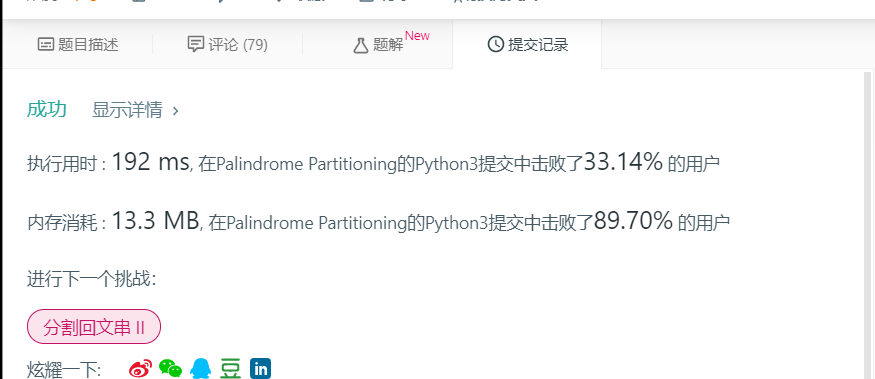 题目描述 评论 (79) 题解 New 提交记录
成功 显示详情 >
执行用时 : 192 ms, 在Palindrome Partitioning的Python3提交中击败了33.14% 的用户
内存消耗 : 13.3 MB, 在Palindrome Partitioning的Python3提交中击败了89.70% 的用户
进行下一个挑战:
分割回文串 II
炫耀一下: 豆 in